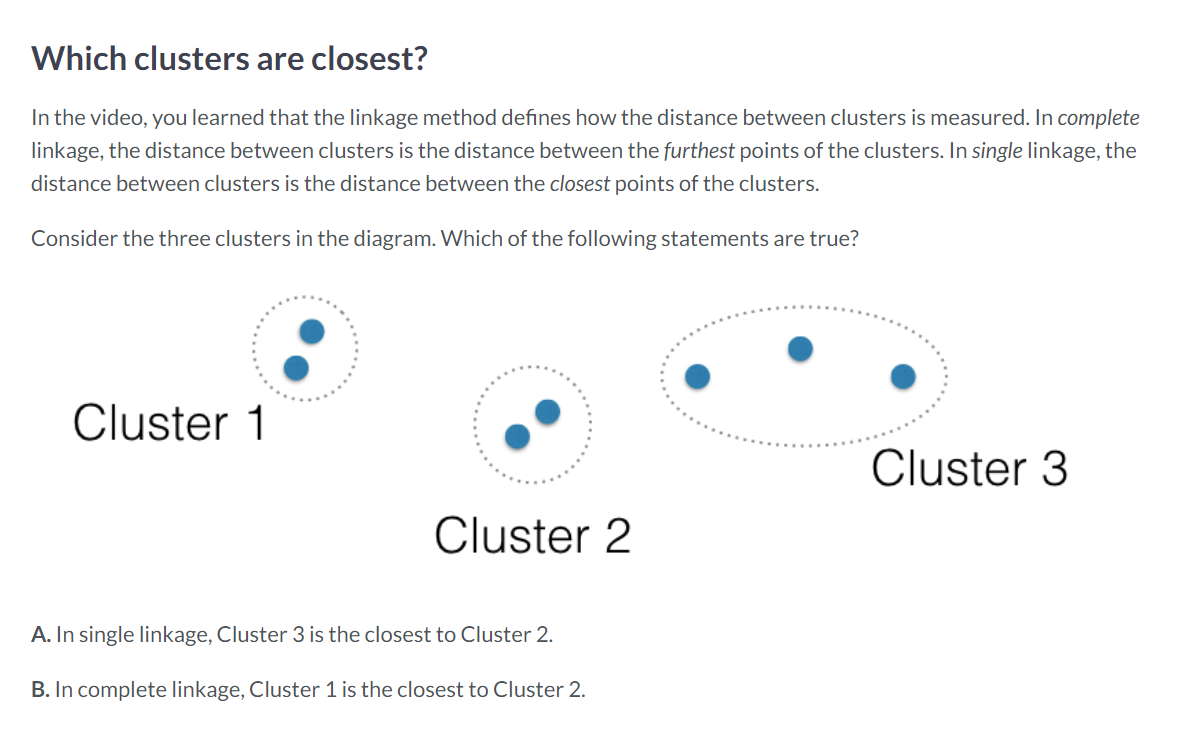 Which clusters are closest?
In the video, you learned that the linkage method defines how the distance between clusters is measured. In complete
linkage, the distance between clusters is the distance between the furthest points of the clusters. In single linkage, the
distance between clusters is the distance between the closest points of the clusters.
Consider the three clusters in the diagram. Which of the following statements are true?
Cluster 1
Cluster 3
Cluster 2
A. In single linkage, Cluster 3 is the closest to Cluster 2.
B. In complete linkage, Cluster 1 is the closest to Cluster 2.